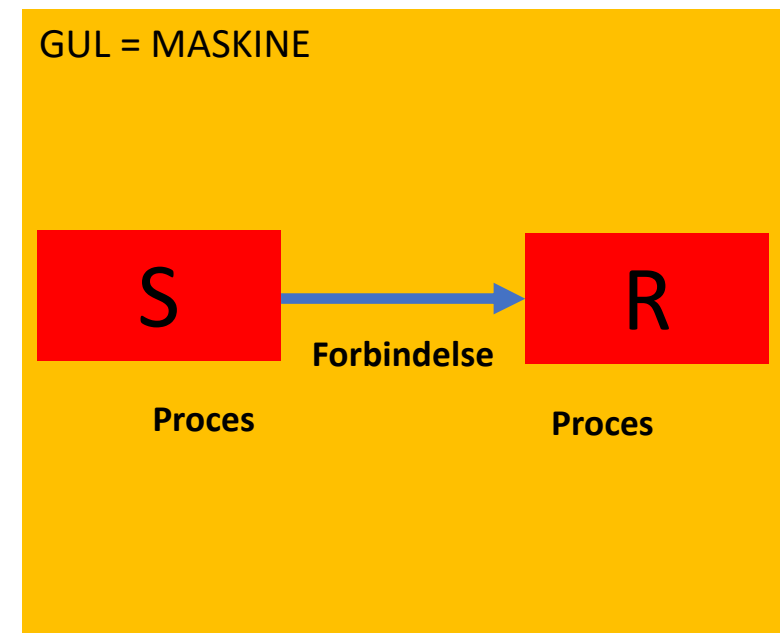 GUL = MASKINE
S
R
Forbindelse
Proces
Proces